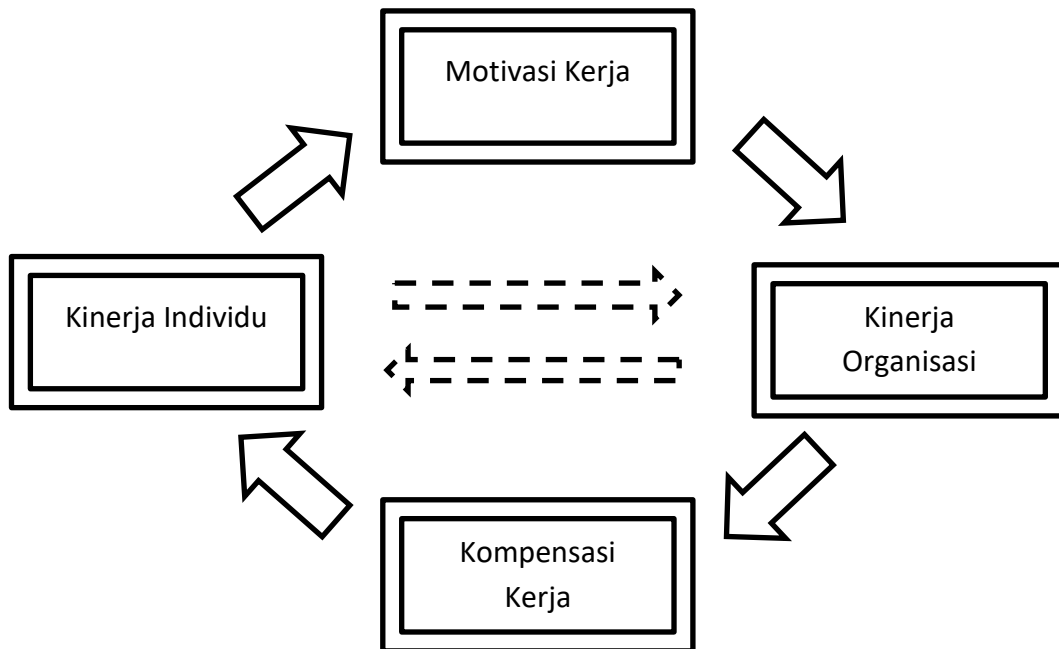 Motivasi Kerja
Kinerja Individu
Kinerja
Organisasi
Kompensasi
Kerja